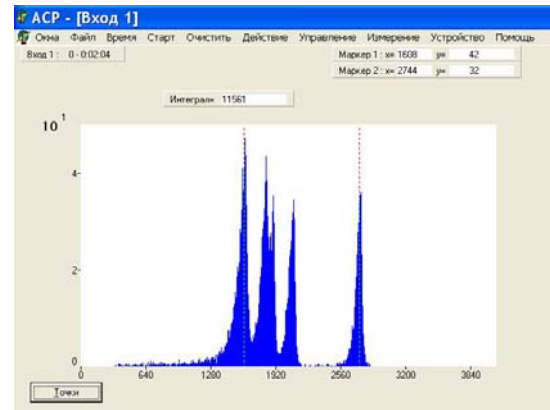 ACP - [Вход 1]
Окна Файл Время Старт Очистить Действие Управление Измерение Устройство Помощь
Вход 1 : 0 - 0:02:04
Маркер 1 : x= 1608 y= 42
Маркер 2 : x= 2744 y= 32
Интеграл= 11561
10 1
4-
2-
0
0 640 1280 1920 2560 3200 3840
Точки